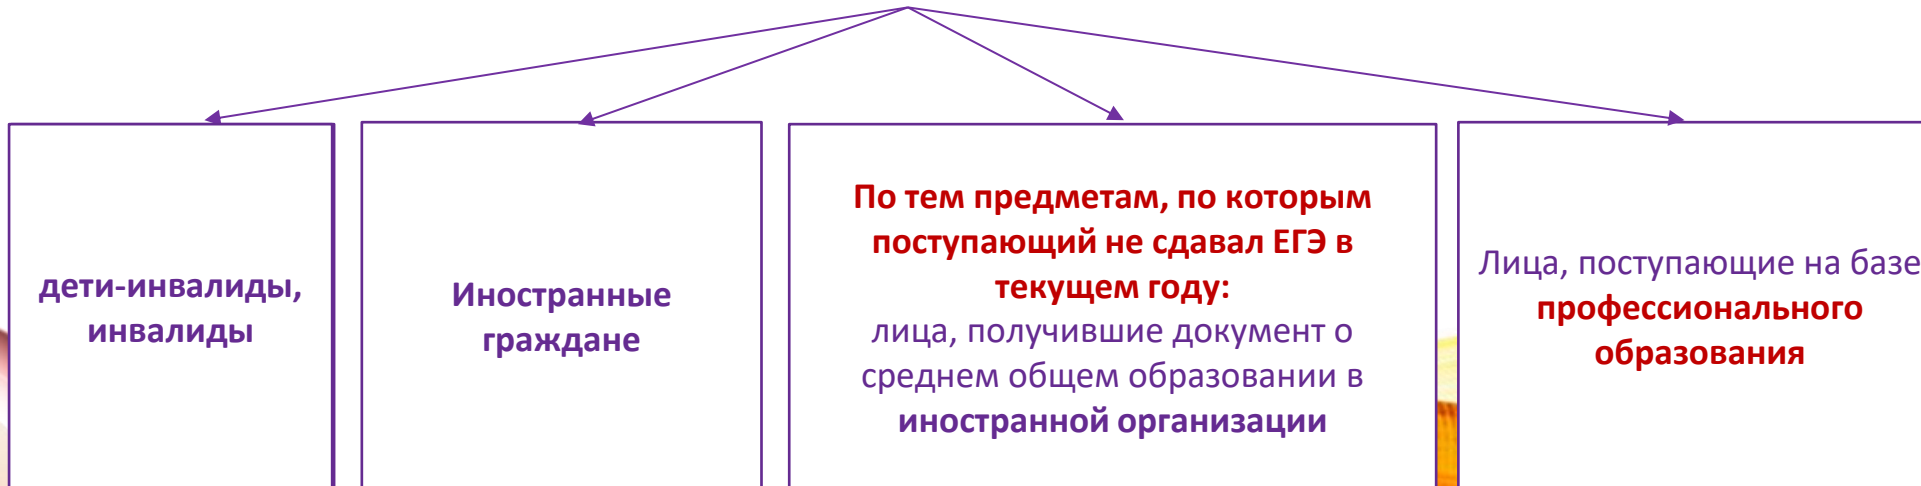 дети-инвалиды,
инвалиды
Иностранные
граждане
По тем предметам, по которым
поступающий не сдавал ЕГЭ в
текущем году:
лица, получившие документ о
среднем общем образовании в
иностранной организации
Лица, поступающие на базе
профессионального
образования